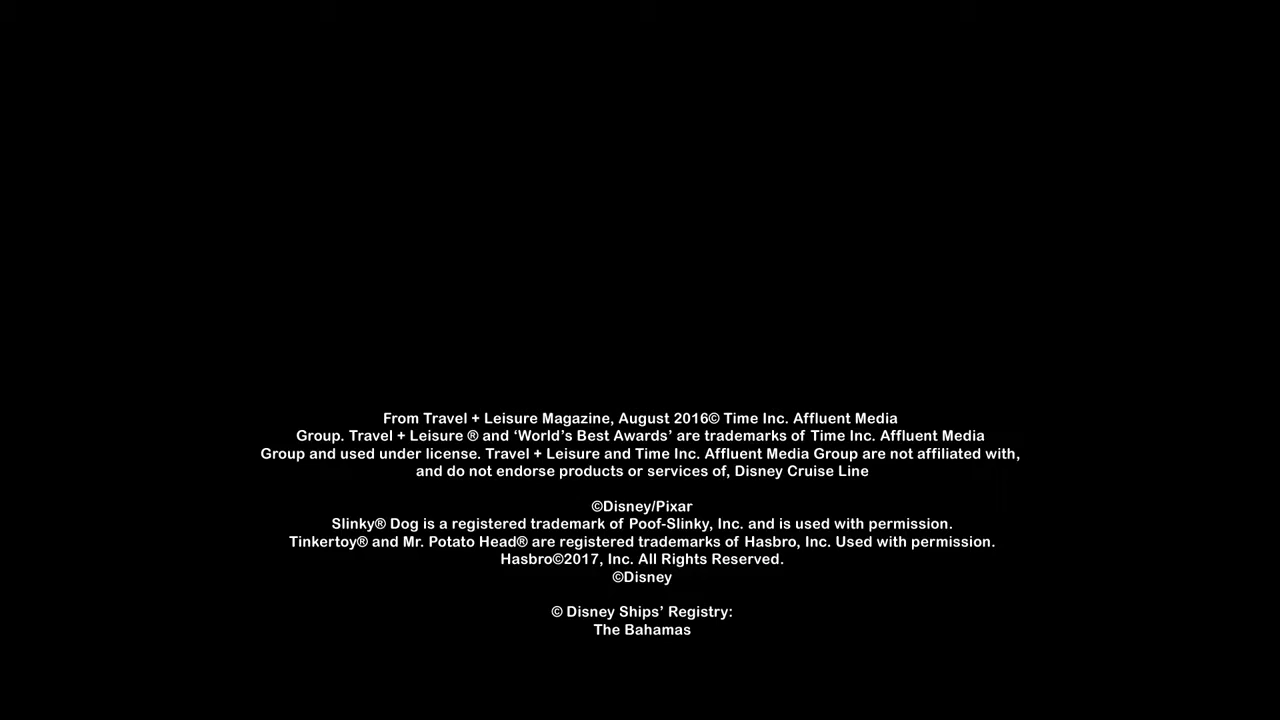 From Travel + Leisure Magazine, August 2016© Time Inc. Affluent Media
Group. Travel + Leisure ® and ‘World’s Best Awards’ are trademarks of Time Inc. Affluent Media
Group and used under license. Travel + Leisure and Time Inc. Affluent Media Group are not affiliated with,
and do not endorse products or services of, Disney Cruise Line
©Disney/Pixar
Slinky® Dog is a registered trademark of Poof-Slinky, Inc. and is used with permission.
Tinkertoy® and Mr. Potato Head® are registered trademarks of Hasbro, Inc. Used with permission.
Hasbro©2017, Inc. All Rights Reserved.
©Disney
© Disney Ships’ Registry:
The Bahamas